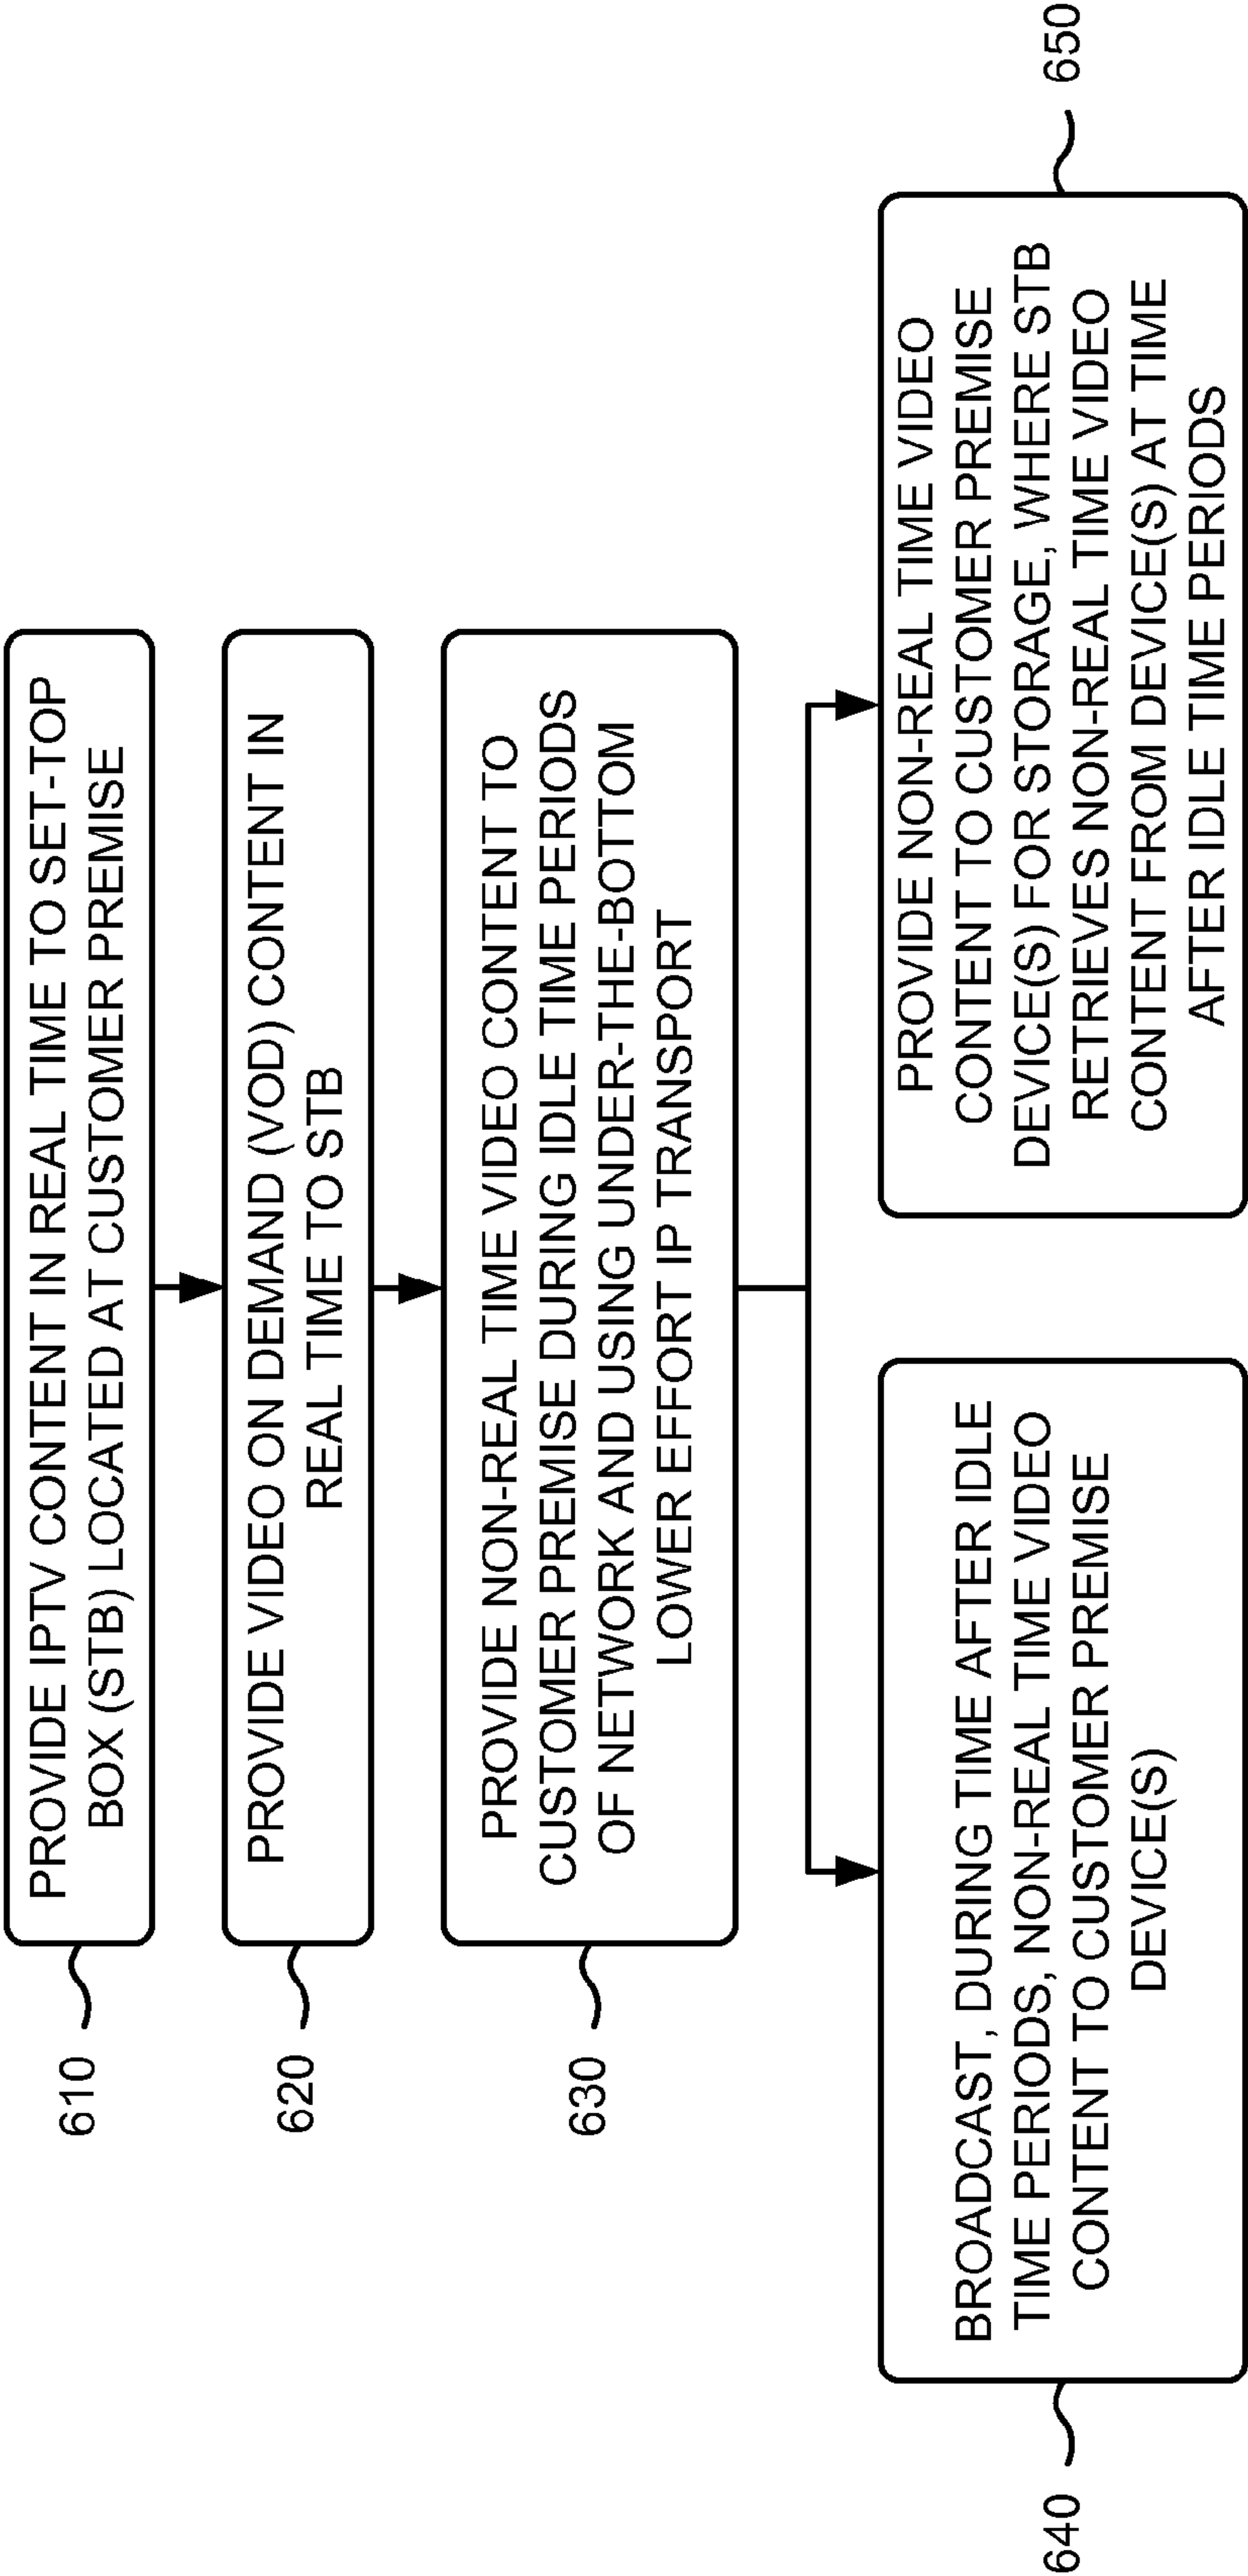 610
PROVIDE IPTV CONTENT IN REAL TIME TO SET-TOP
BOX (STB) LOCATED AT CUSTOMER PREMISE
620
PROVIDE VIDEO ON DEMAND (VOD) CONTENT IN
REAL TIME TO STB
630
PROVIDE NON-REAL TIME VIDEO CONTENT TO
CUSTOMER PREMISE DURING IDLE TIME PERIODS
OF NETWORK AND USING UNDER-THE-BOTTOM
LOWER EFFORT IP TRANSPORT
640
BROADCAST, DURING TIME AFTER IDLE
TIME PERIODS, NON-REAL TIME VIDEO
CONTENT TO CUSTOMER PREMISE
DEVICE(S)
650
PROVIDE NON-REAL TIME VIDEO
CONTENT TO CUSTOMER PREMISE
DEVICE(S) FOR STORAGE, WHERE STB
RETRIEVES NON-REAL TIME VIDEO
CONTENT FROM DEVICE(S) AT TIME
AFTER IDLE TIME PERIODS